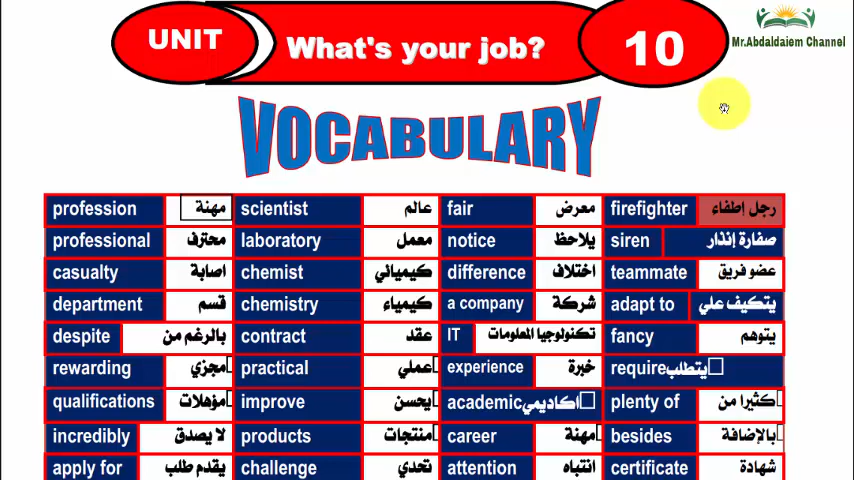 UNIT What's your job? 10
Mr.Abdaldaiem Channel
VOCABULARY
profession مهنة scientist عالم fair معرض firefighter رجل إطفاء
professional محترف laboratory معمل notice يلاحظ siren صفارة إنذار
casualty اصابة chemist كيميائي difference اختلاف teammate عضو فريق
department قسم chemistry كيمياء a company شركة adapt to يتكيف علي
despite بالرغم من contract عقد IT تكنولوجيا المعلومات fancy يتوهم
rewarding مجزي practical عملي experience خبرة require يتطلب
qualifications مؤهلات improve يحسن academic اكاديمي plenty of كثيرا من
incredibly لا يصدق products منتجات career مهنة besides بالإضافة
apply for يقدم طلب challenge تحدي attention انتباه certificate شهادة